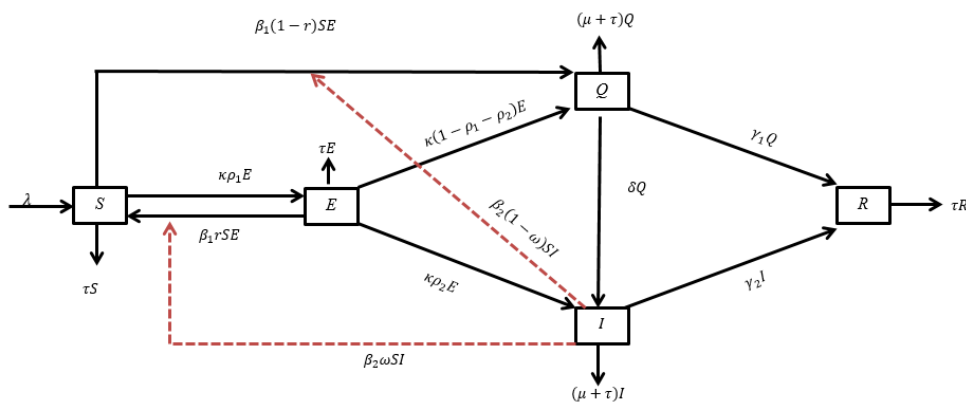 β₁(1−r)SE
(μ+τ)Q
Q
κ(1−ρ₁−ρ₂)E
γ₁Q
τE
κρ₁E
δQ
λ
S
E
R
τR
β₁rSE
β₂(1−ω)SI
κρ₂E
γ₂I
τS
I
β₂ωSI
(μ+τ)I